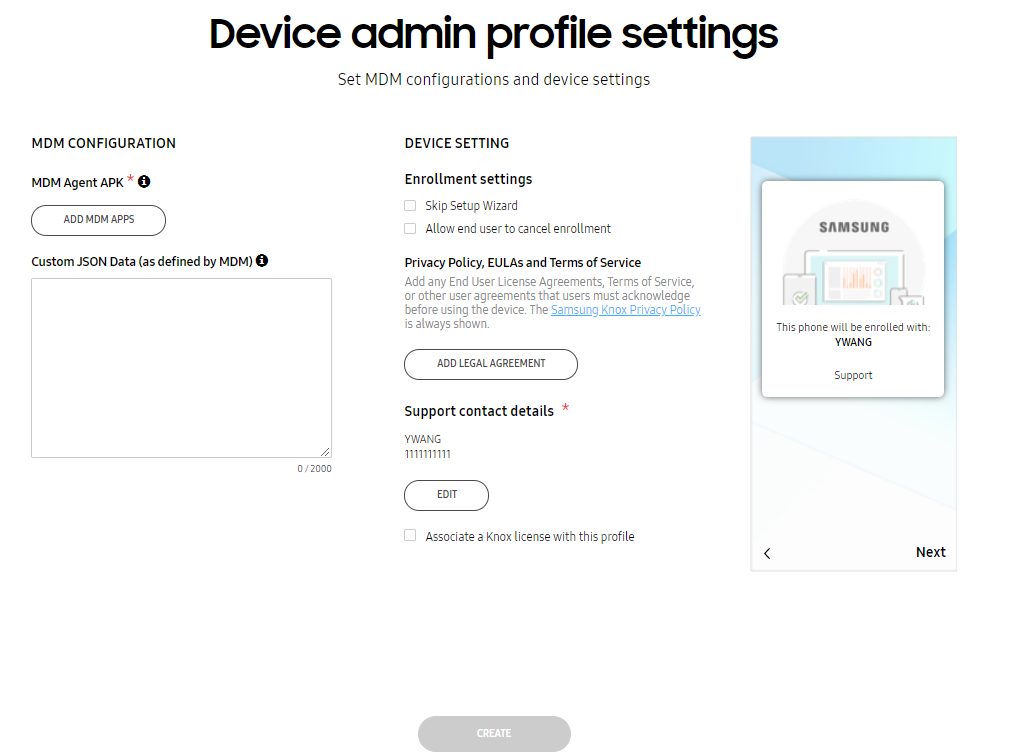 Device admin profile settings
Set MDM configurations and device settings
MDM CONFIGURATION
MDM Agent APK *
ADD MDM APPS
Custom JSON Data (as defined by MDM)
0 / 2000
DEVICE SETTING
Enrollment settings
Skip Setup Wizard
Allow end user to cancel enrollment
Privacy Policy, EULAs and Terms of Service
Add any End User License Agreements, Terms of Service,
or other user agreements that users must acknowledge
before using the device. The Samsung Knox Privacy Policy
is always shown.
ADD LEGAL AGREEMENT
Support contact details *
YWANG
1111111111
EDIT
Associate a Knox license with this profile
SAMSUNG
This phone will be enrolled with:
YWANG
Support
Next
CREATE